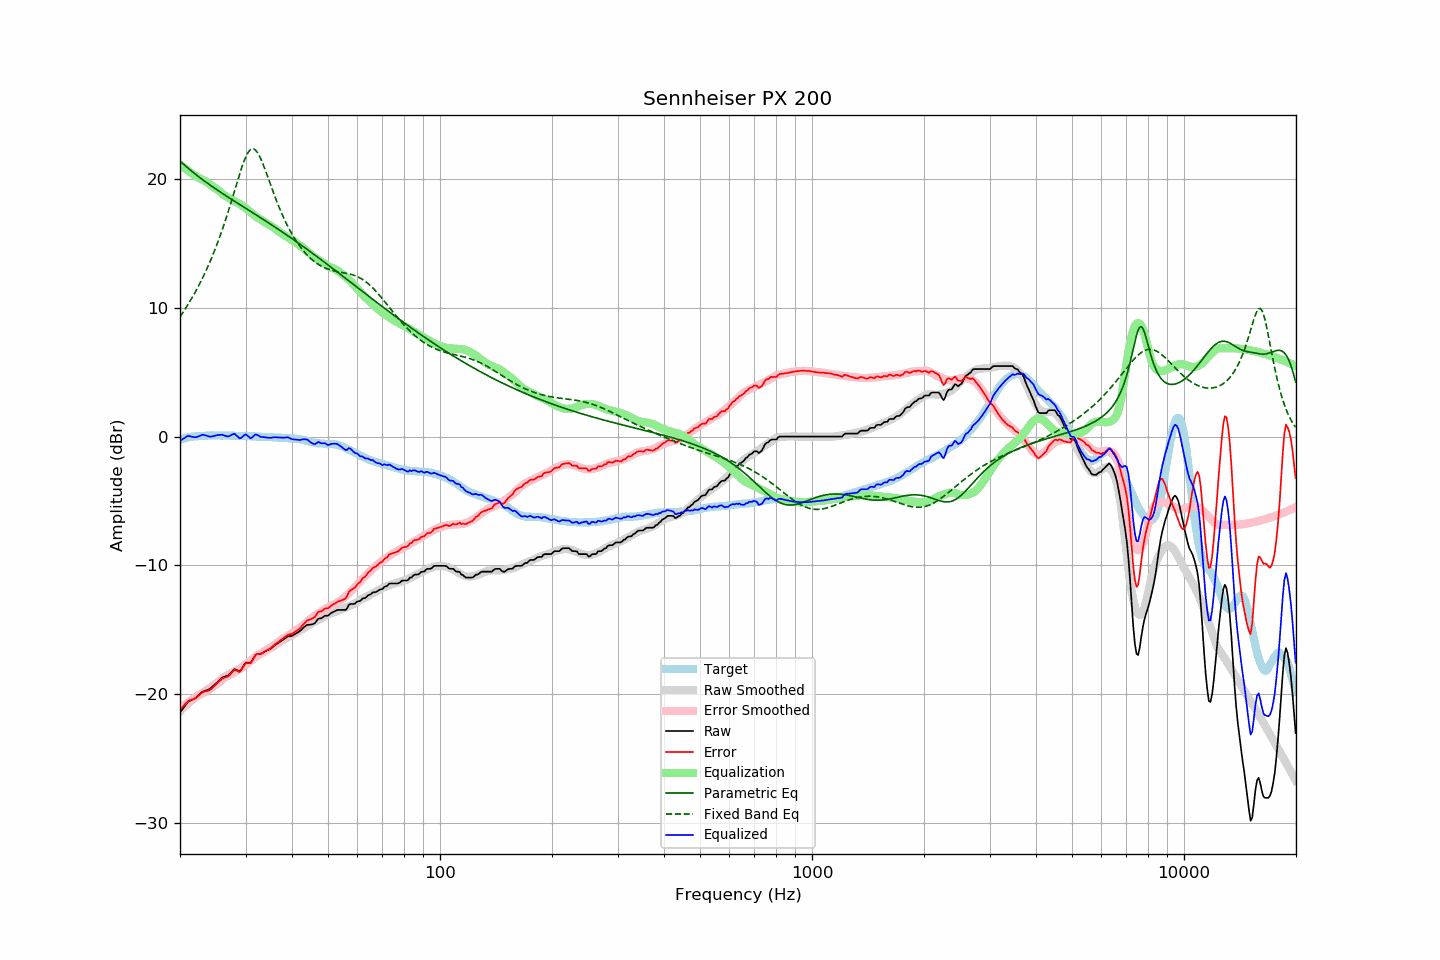 Sennheiser PX 200
Amplitude (dBr)
20
10
0
−10
−20
−30
Target
Raw Smoothed
Error Smoothed
Raw
Error
Equalization
Parametric Eq
Fixed Band Eq
Equalized
100 1000 10000
Frequency (Hz)